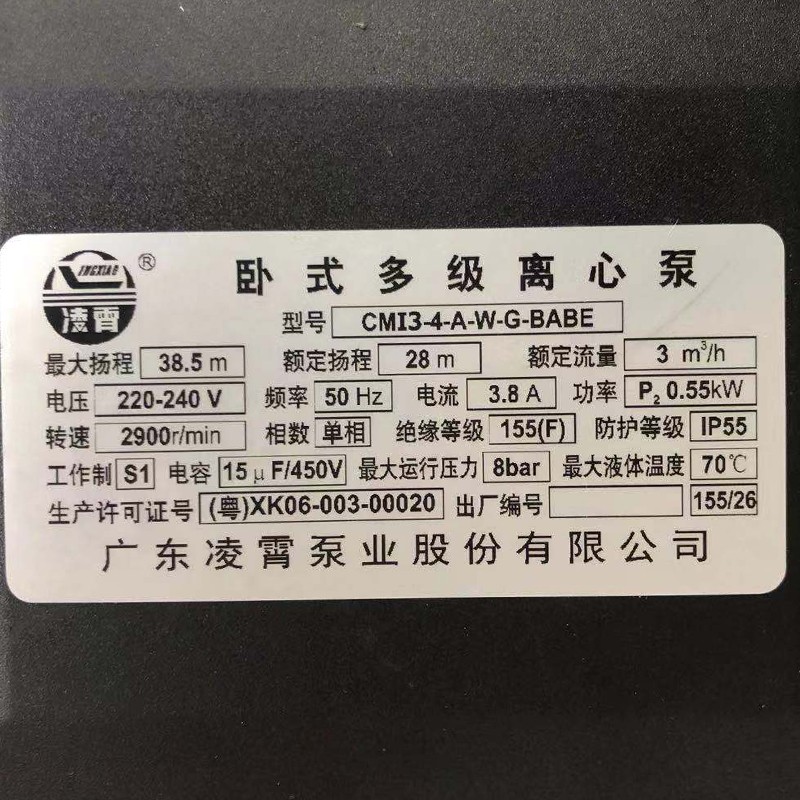 LINGXIAO ®
凌霄
卧式多级离心泵
型号 CMI3-4-A-W-G-BABE
最大扬程 38.5 m 额定扬程 28 m 额定流量 3 m³/h
电压 220-240 V 频率 50 Hz 电流 3.8 A 功率 P₂ 0.55kW
转速 2900r/min 相数 单相 绝缘等级 155(F) 防护等级 IP55
工作制 S1 电容 15μF/450V 最大运行压力 8bar 最大液体温度 70℃
生产许可证号 (粤)XK06-003-00020 出厂编号 155/26
广东凌霄泵业股份有限公司